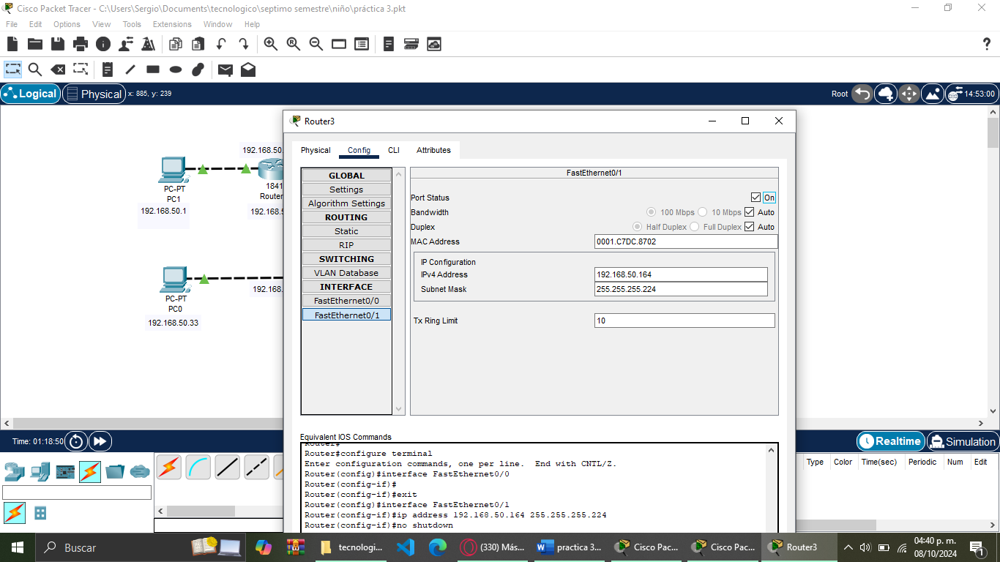 Cisco Packet Tracer - C:\Users\Sergio\Documents\tecnologico\septimo semestre\niño\práctica 3.pkt
File Edit Options View Tools Extensions Window Help
Logical Physical x: 885, y: 239 Root 14:53:00
Router3
Physical Config CLI Attributes
192.168.50.
PC-PT
PC1
192.168.50.1
1841
Router
192.168.5
PC-PT
PC0
192.168.50.33
192.168.
GLOBAL
Settings
Algorithm Settings
ROUTING
Static
RIP
SWITCHING
VLAN Database
INTERFACE
FastEthernet0/0
FastEthernet0/1
FastEthernet0/1
Port Status On
Bandwidth 100 Mbps 10 Mbps Auto
Duplex Half Duplex Full Duplex Auto
MAC Address 0001.C7DC.8702
IP Configuration
IPv4 Address 192.168.50.164
Subnet Mask 255.255.255.224
Tx Ring Limit 10
Equivalent IOS Commands
Router#
Router#configure terminal
Enter configuration commands, one per line. End with CNTL/Z.
Router(config)#interface FastEthernet0/0
Router(config-if)#
Router(config-if)#exit
Router(config)#interface FastEthernet0/1
Router(config-if)#ip address 192.168.50.164 255.255.255.224
Router(config-if)#no shutdown
Time: 01:18:50 Realtime Simulation
Type Color Time(sec) Periodic Num Edit
Buscar tecnologi... (330) Más... practica 3... Cisco Pac... Cisco Pac... Router3 04:40 p. m.
08/10/2024
1